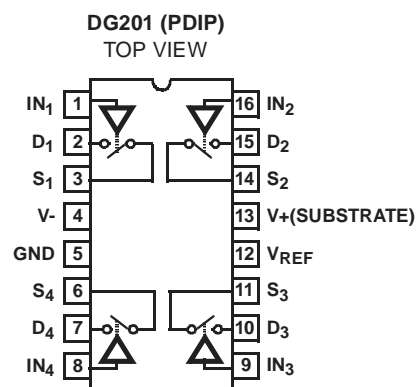 DG201 (PDIP)
TOP VIEW
IN1 1 16 IN2
D1 2 15 D2
S1 3 14 S2
V- 4 13 V+(SUBSTRATE)
GND 5 12 VREF
S4 6 11 S3
D4 7 10 D3
IN4 8 9 IN3